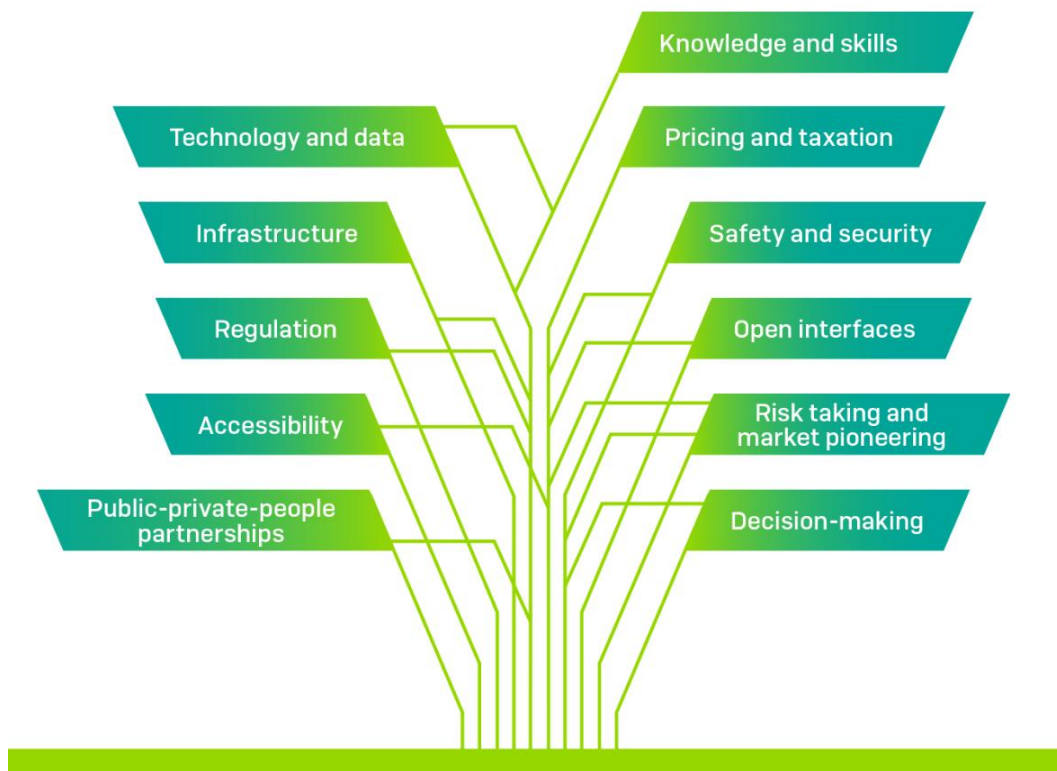 Knowledge and skills
Technology and data
Pricing and taxation
Infrastructure
Safety and security
Regulation
Open interfaces
Accessibility
Risk taking and
market pioneering
Public-private-people
partnerships
Decision-making